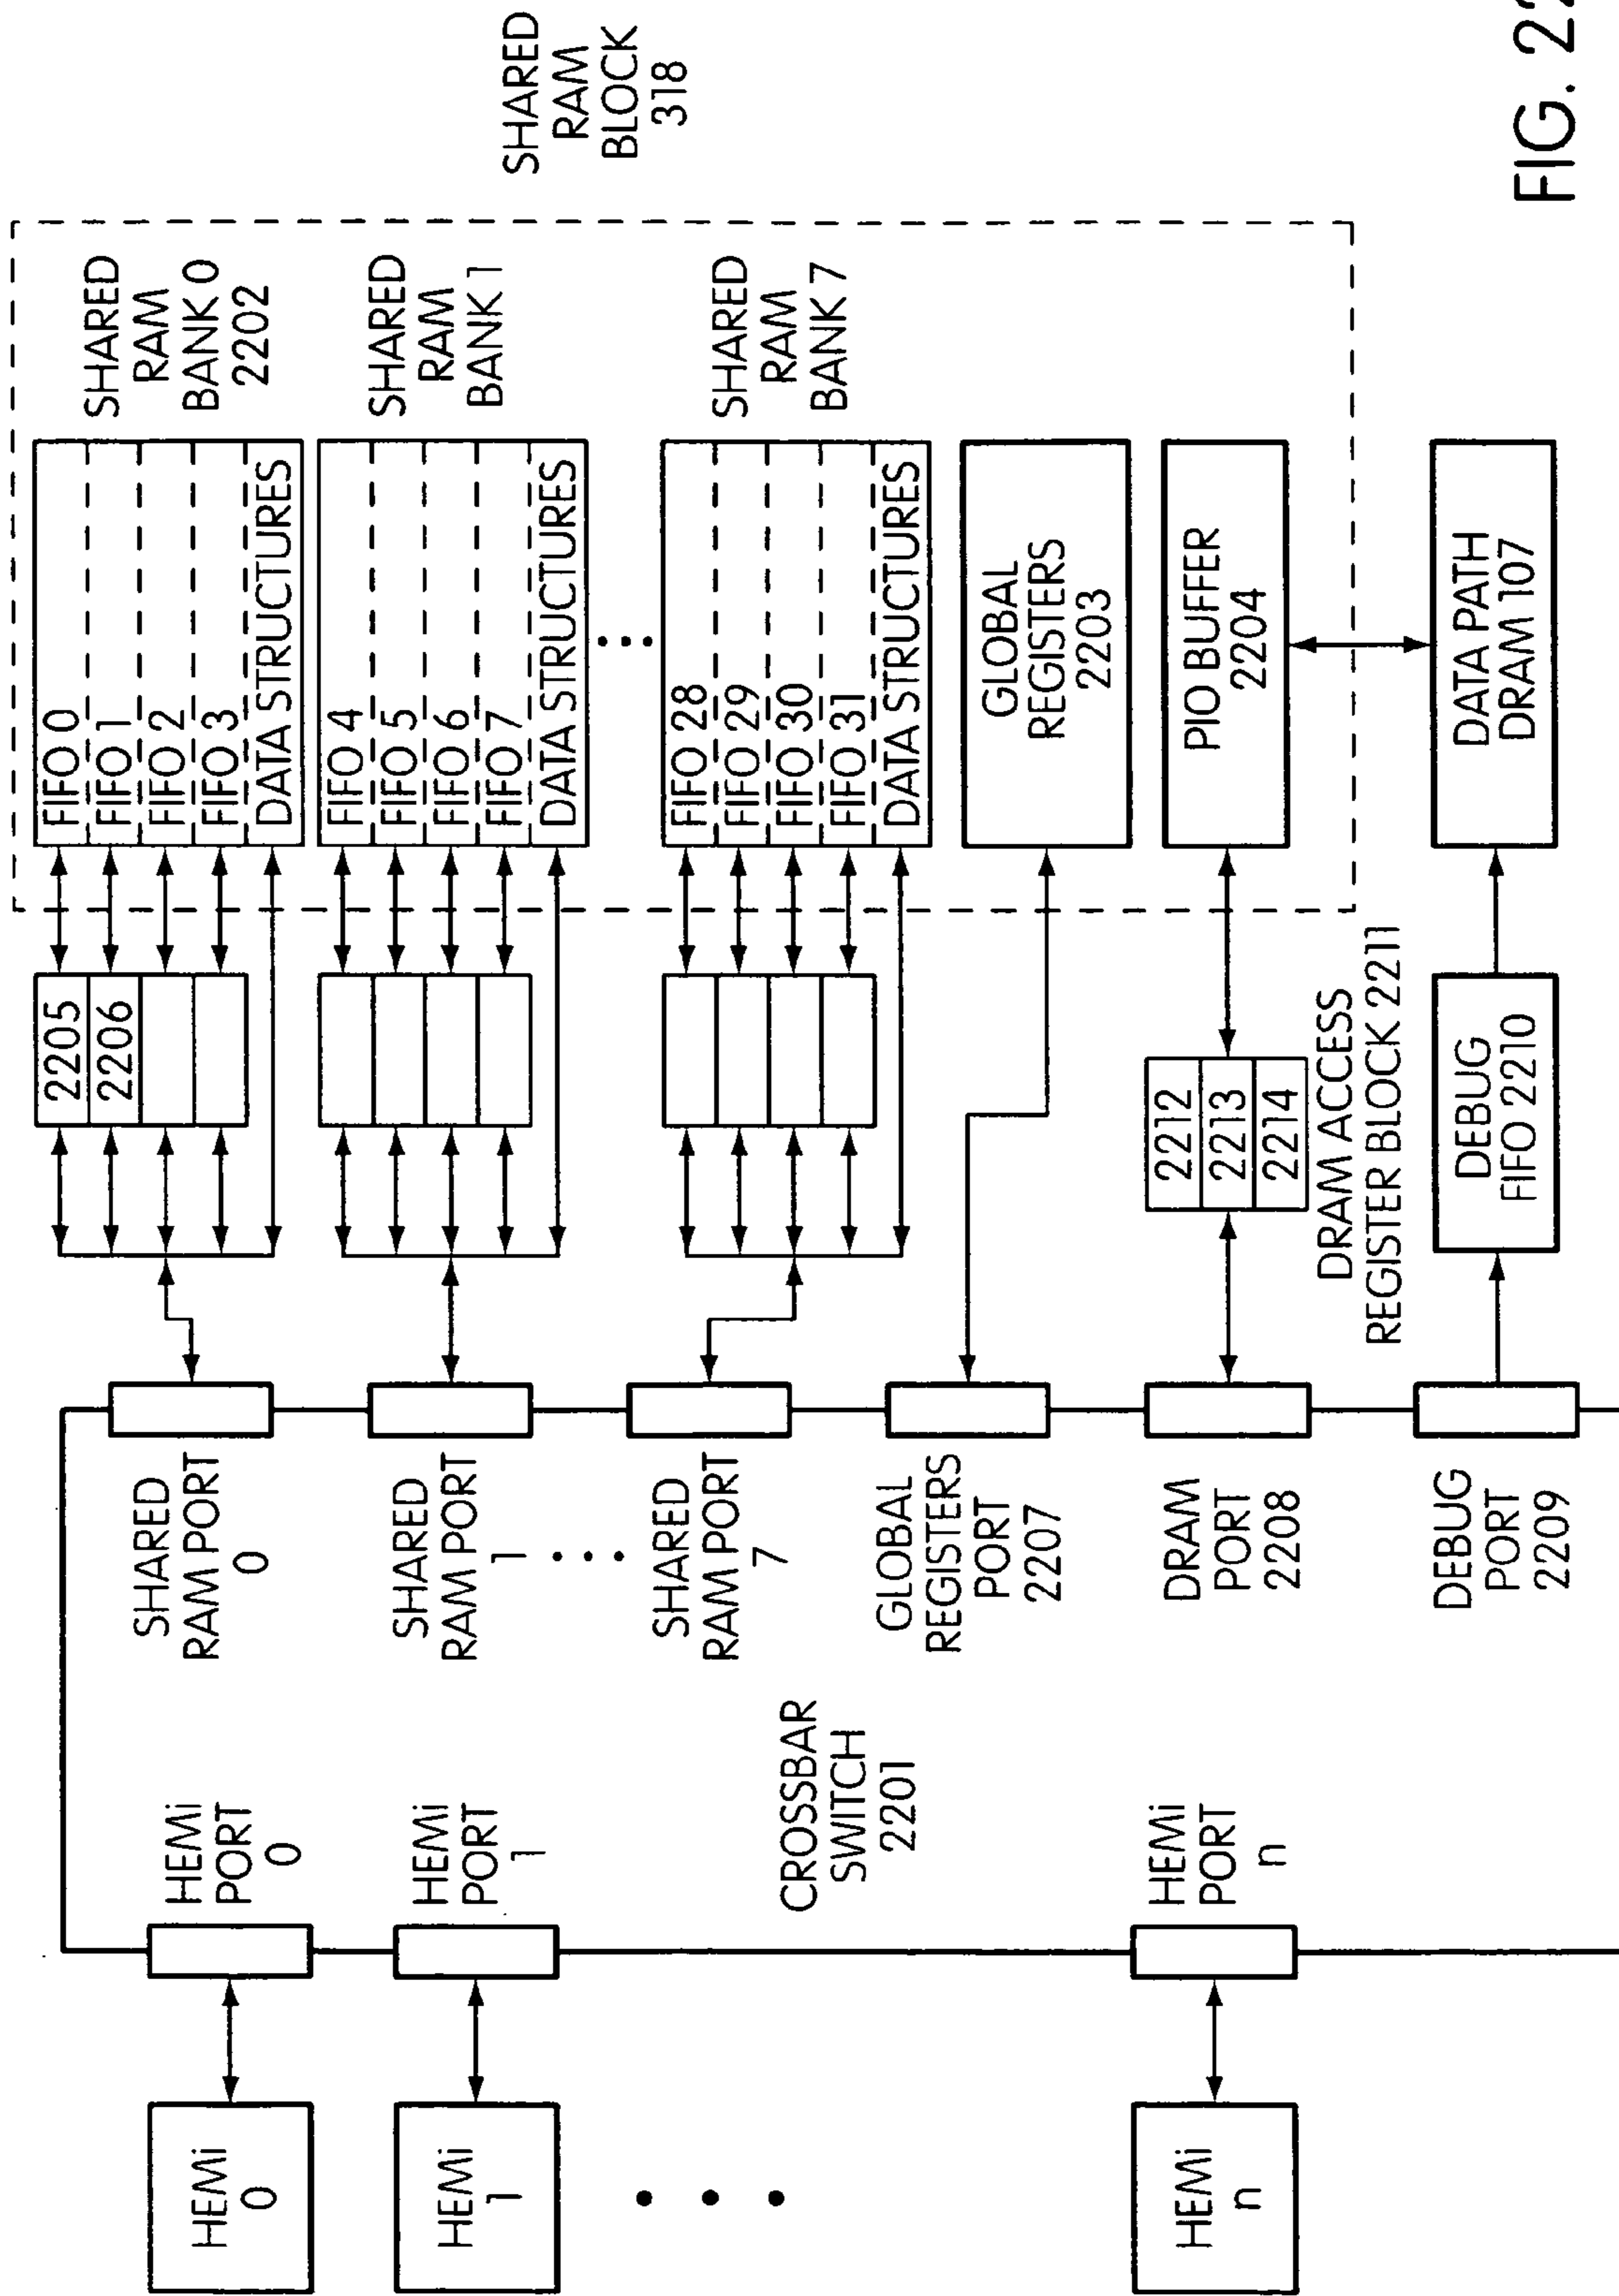 HEMi
0
HEMi
1
HEMi
n
HEMi
PORT
0
HEMi
PORT
1
HEMi
PORT
n
CROSSBAR
SWITCH
2201
SHARED
RAM PORT
0
SHARED
RAM PORT
1
SHARED
RAM PORT
7
GLOBAL
REGISTERS
PORT
2207
DRAM
PORT
2208
DEBUG
PORT
2209
2205
2206
2212
2213
2214
DRAM ACCESS
REGISTER BLOCK 2211
DEBUG
FIFO 2210
FIFO 0
FIFO 1
FIFO 2
FIFO 3
DATA STRUCTURES
FIFO 4
FIFO 5
FIFO 6
FIFO 7
DATA STRUCTURES
FIFO 28
FIFO 29
FIFO 30
FIFO 31
DATA STRUCTURES
GLOBAL
REGISTERS
2203
PIO BUFFER
2204
DATA PATH
DRAM 107
SHARED
RAM
BANK 0
2202
SHARED
RAM
BANK 1
SHARED
RAM
BANK 7
SHARED
RAM
BLOCK
318
FIG. 22